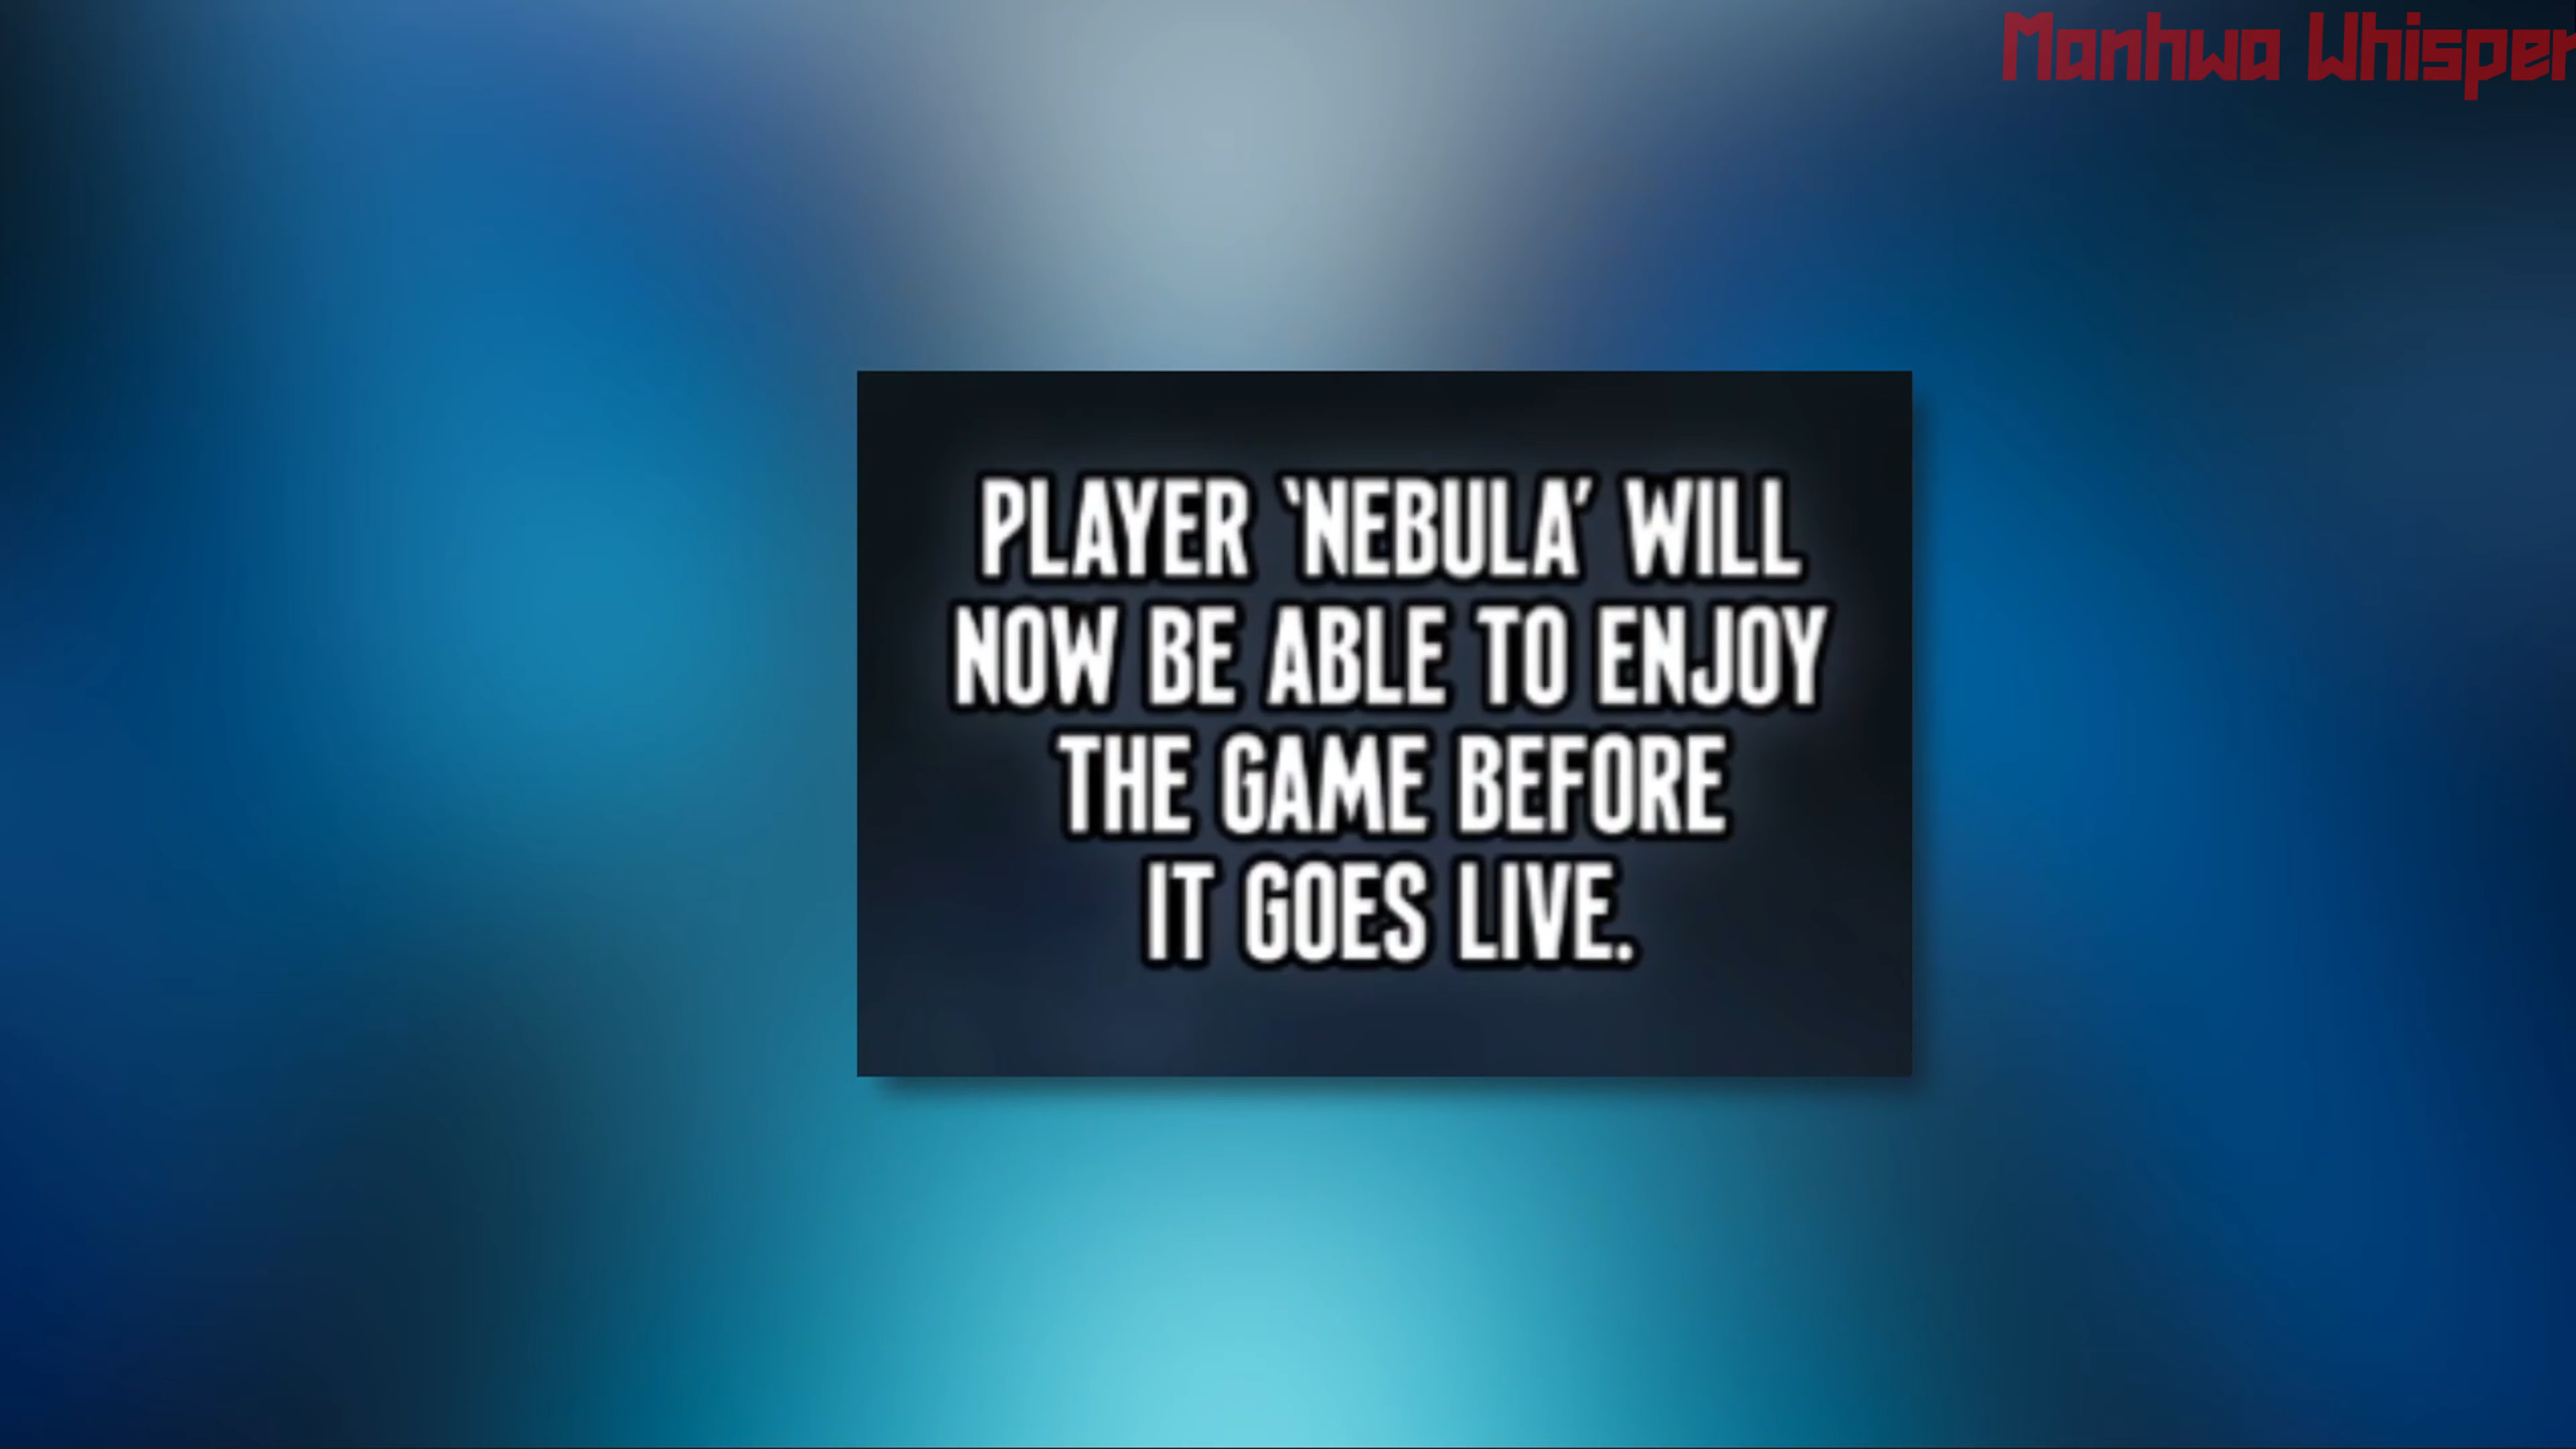 Manhwa Whisper
PLAYER ‘NEBULA’ WILL
NOW BE ABLE TO ENJOY
THE GAME BEFORE
IT GOES LIVE.